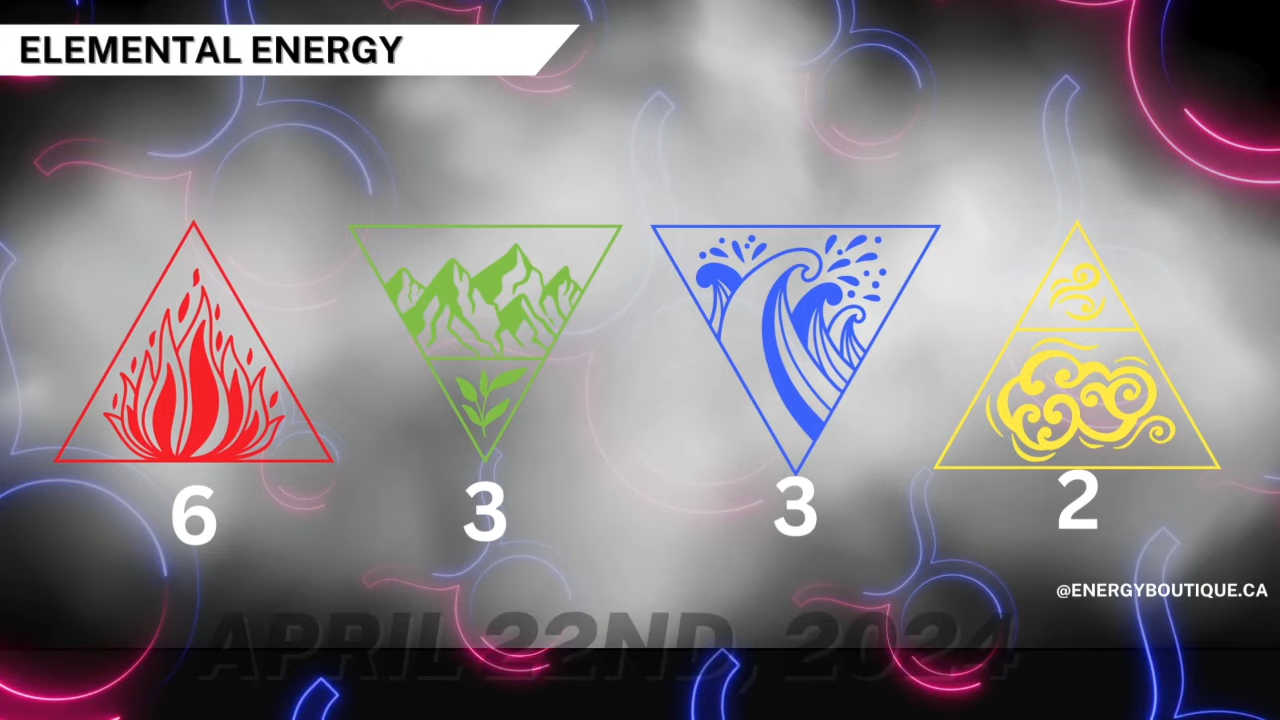 ELEMENTAL ENERGY
6
3
3
2
@ENERGYBOUTIQUE.CA
APRIL 22ND, 2024